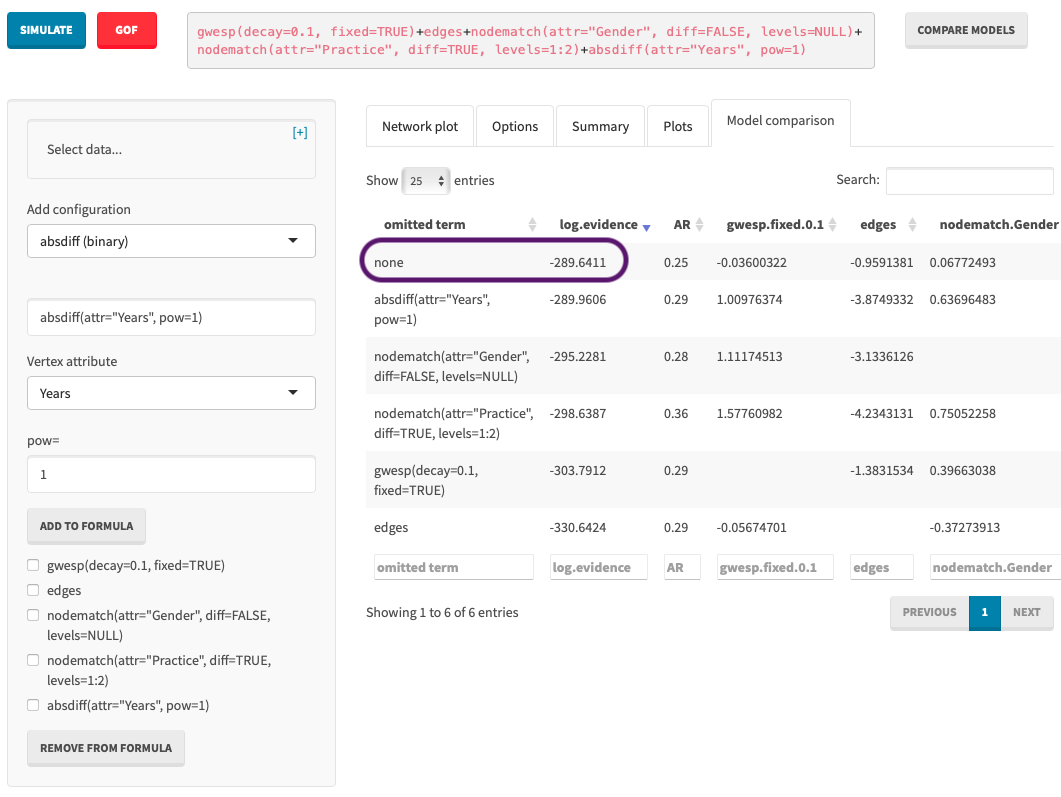 SIMULATE
GOF
gwesp(decay=0.1, fixed=TRUE)+edges+nodematch(attr="Gender", diff=FALSE, levels=NULL)+
nodematch(attr="Practice", diff=TRUE, levels=1:2)+absdiff(attr="Years", pow=1)
COMPARE MODELS
[+]
Select data...
Add configuration
absdiff (binary)
absdiff(attr="Years", pow=1)
Vertex attribute
Years
pow=
1
ADD TO FORMULA
gwesp(decay=0.1, fixed=TRUE)
edges
nodematch(attr="Gender", diff=FALSE,
levels=NULL)
nodematch(attr="Practice", diff=TRUE,
levels=1:2)
absdiff(attr="Years", pow=1)
REMOVE FROM FORMULA
Network plot Options Summary Plots Model comparison
Show 25 entries
Search:
omitted term log.evidence AR gwesp.fixed.0.1 edges nodematch.Gender
none -289.6411 0.25 -0.03600322 -0.9591381 0.06772493
absdiff(attr="Years", -289.9606 0.29 1.00976374 -3.8749332 0.63696483
pow=1)
nodematch(attr="Gender", -295.2281 0.28 1.11174513 -3.1336126
diff=FALSE, levels=NULL)
nodematch(attr="Practice", -298.6387 0.36 1.57760982 -4.2343131 0.75052258
diff=TRUE, levels=1:2)
gwesp(decay=0.1, -303.7912 0.29 -1.3831534 0.39663038
fixed=TRUE)
edges -330.6424 0.29 -0.05674701 -0.37273913
omitted term log.evidence AR gwesp.fixed.0.1 edges nodematch.Gender
Showing 1 to 6 of 6 entries
PREVIOUS 1 NEXT